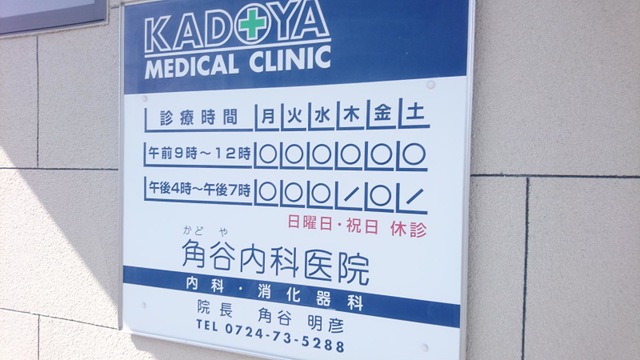 KADOYA
MEDICAL CLINIC
診療時間 月 火 水 木 金 土
午前9時～12時 ○ ○ ○ ○ ○ ○
午後4時～午後7時 ○ ○ ○ / ○ /
日曜日・祝日 休診
かど や
角谷内科医院
内科・消化器科
院長 角谷 明彦
TEL 0724-73-5288